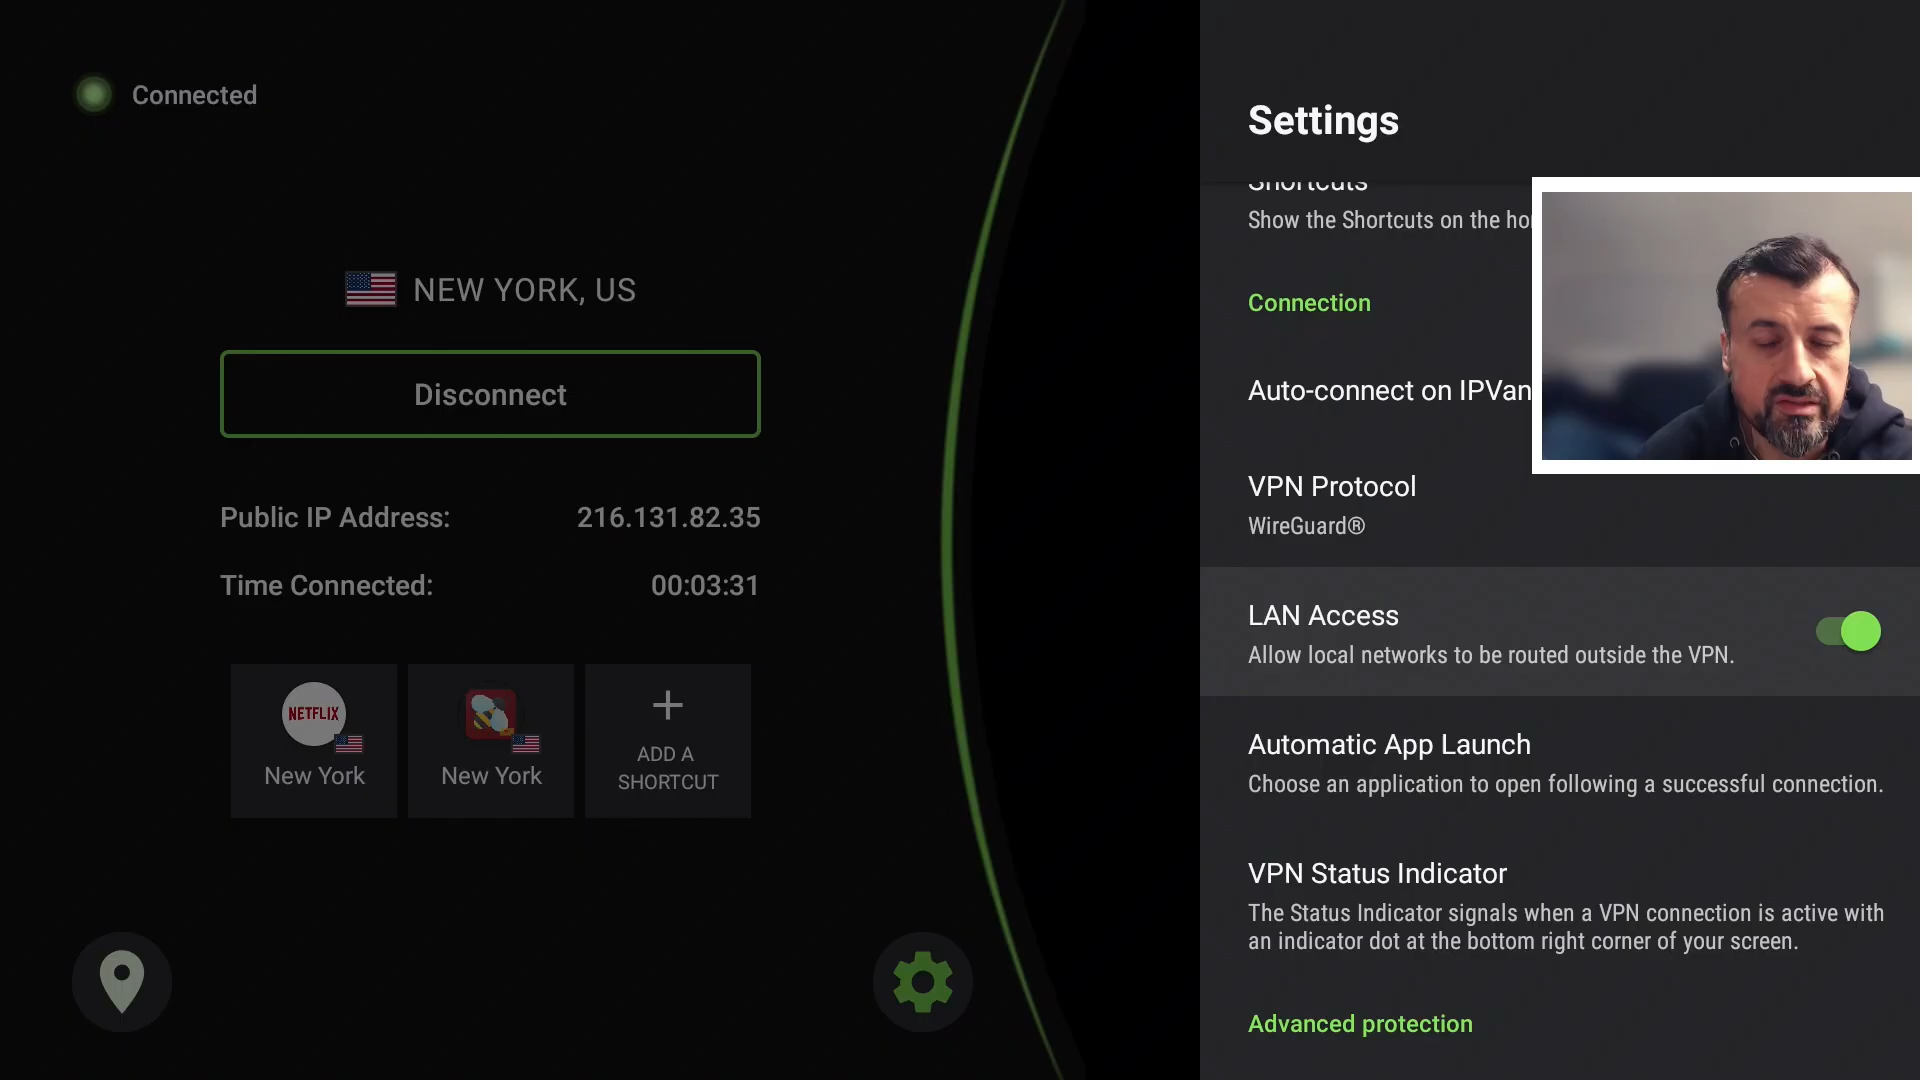 Connected
NEW YORK, US
Disconnect
Public IP Address: 216.131.82.35
Time Connected: 00:03:31
NETFLIX
New York
New York
ADD A
SHORTCUT
Settings
Shortcuts
Show the Shortcuts on the
Connection
Auto-connect on IPVan
VPN Protocol
WireGuard®
LAN Access
Allow local networks to be routed outside the VPN.
Automatic App Launch
Choose an application to open following a successful connection.
VPN Status Indicator
The Status Indicator signals when a VPN connection is active with
an indicator dot at the bottom right corner of your screen.
Advanced protection